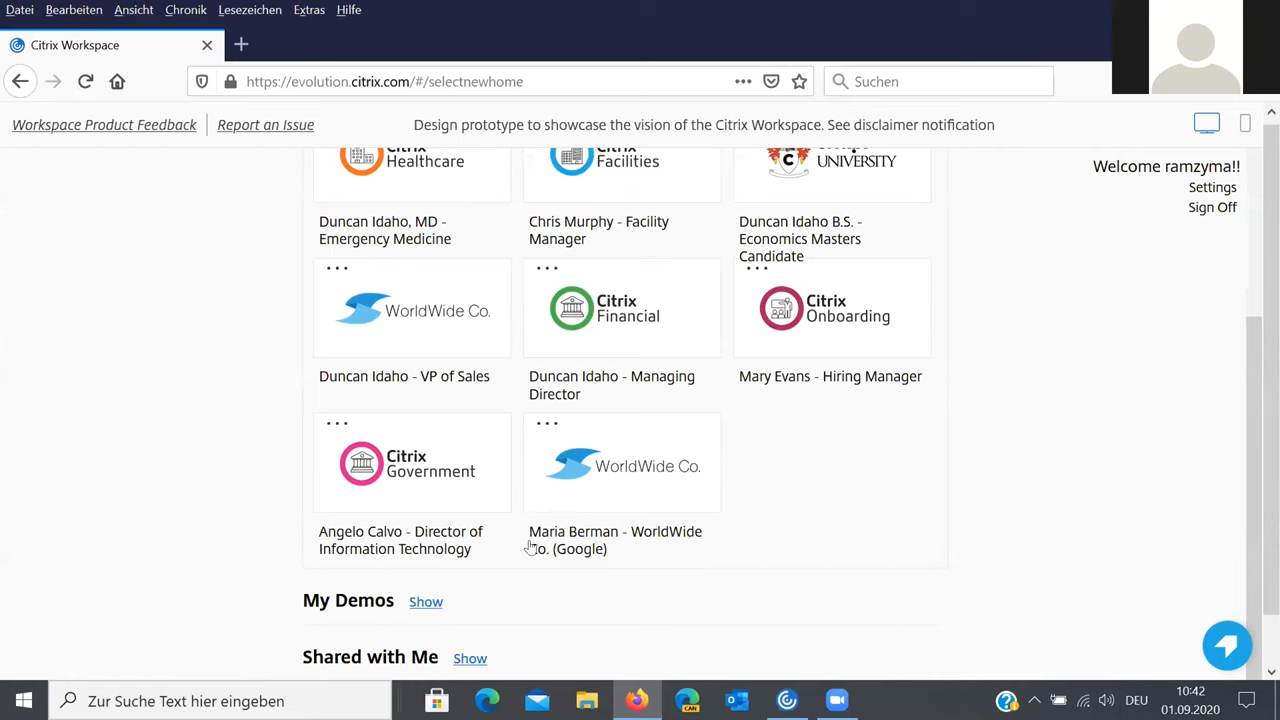 Datei Bearbeiten Ansicht Chronik Lesezeichen Extras Hilfe
Citrix Workspace
https://evolution.citrix.com/#/selectnewhome
Suchen
Workspace Product Feedback
Report an Issue
Design prototype to showcase the vision of the Citrix Workspace. See disclaimer notification
Welcome ramzyma!!
Settings
Sign Off
Healthcare
Facilities
UNIVERSITY
Duncan Idaho, MD -
Emergency Medicine
Chris Murphy - Facility
Manager
Duncan Idaho B.S. -
Economics Masters
Candidate
WorldWide Co.
Citrix
Financial
Citrix
Onboarding
Duncan Idaho - VP of Sales
Duncan Idaho - Managing
Director
Mary Evans - Hiring Manager
Citrix
Government
WorldWide Co.
Angelo Calvo - Director of
Information Technology
Maria Berman - WorldWide
Co. (Google)
My Demos Show
Shared with Me Show
Zur Suche Text hier eingeben
CAN
DEU
10:42
01.09.2020